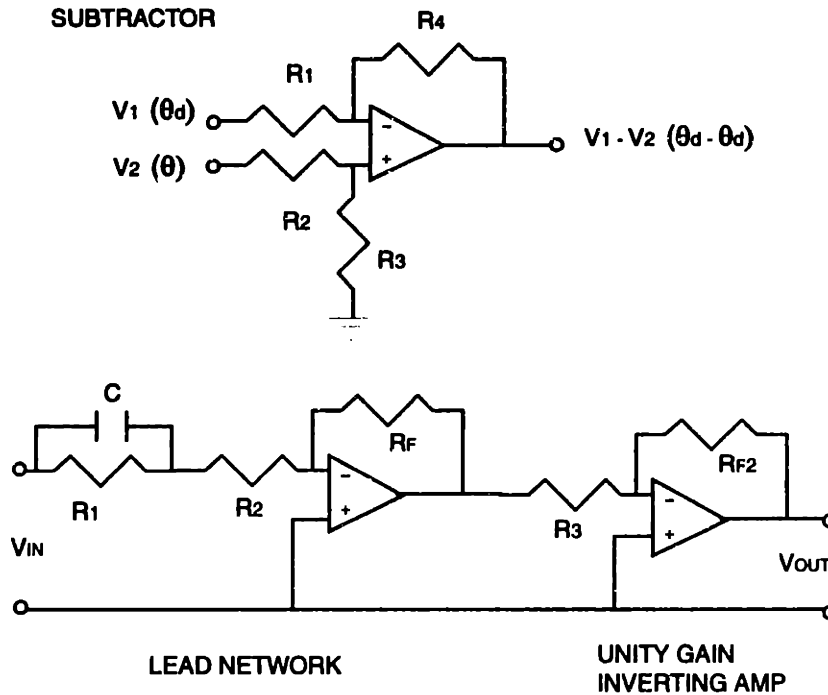 SUBTRACTOR
R4
R1
V1 (θd)
-
V1 - V2 (θd - θd)
V2 (θ)
+
R2
R3
C
RF
RF2
R1
R2
-
R3
-
+
+
VIN
VOUT
LEAD NETWORK
UNITY GAIN
INVERTING AMP